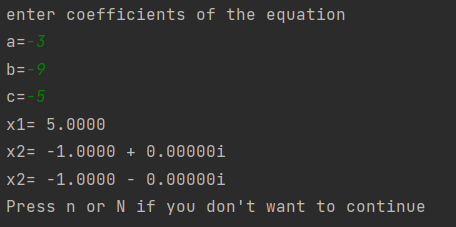 enter coefficients of the equation
a=-3
b=-9
c=-5
x1= 5.0000
x2= -1.0000 + 0.00000i
x2= -1.0000 - 0.00000i
Press n or N if you don't want to continue